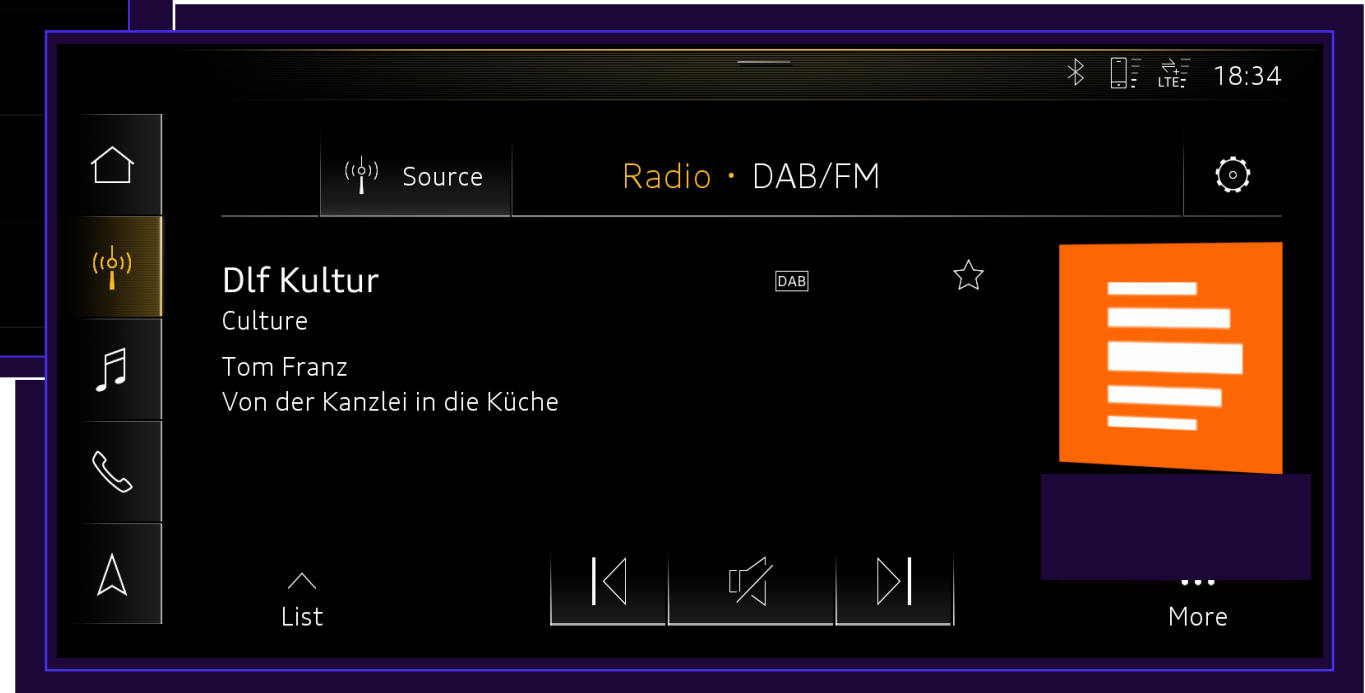 LTE 18:34
Source Radio • DAB/FM
Dlf Kultur DAB
Culture
Tom Franz
Von der Kanzlei in die Küche
List More